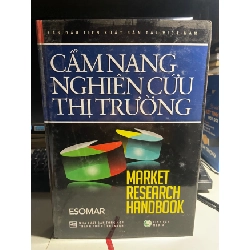 CẨM NANG
NGHIÊN CỨU
THỊ TRƯỜNG
MARKET
RESEARCH
HANDBOOK
ESOMAR